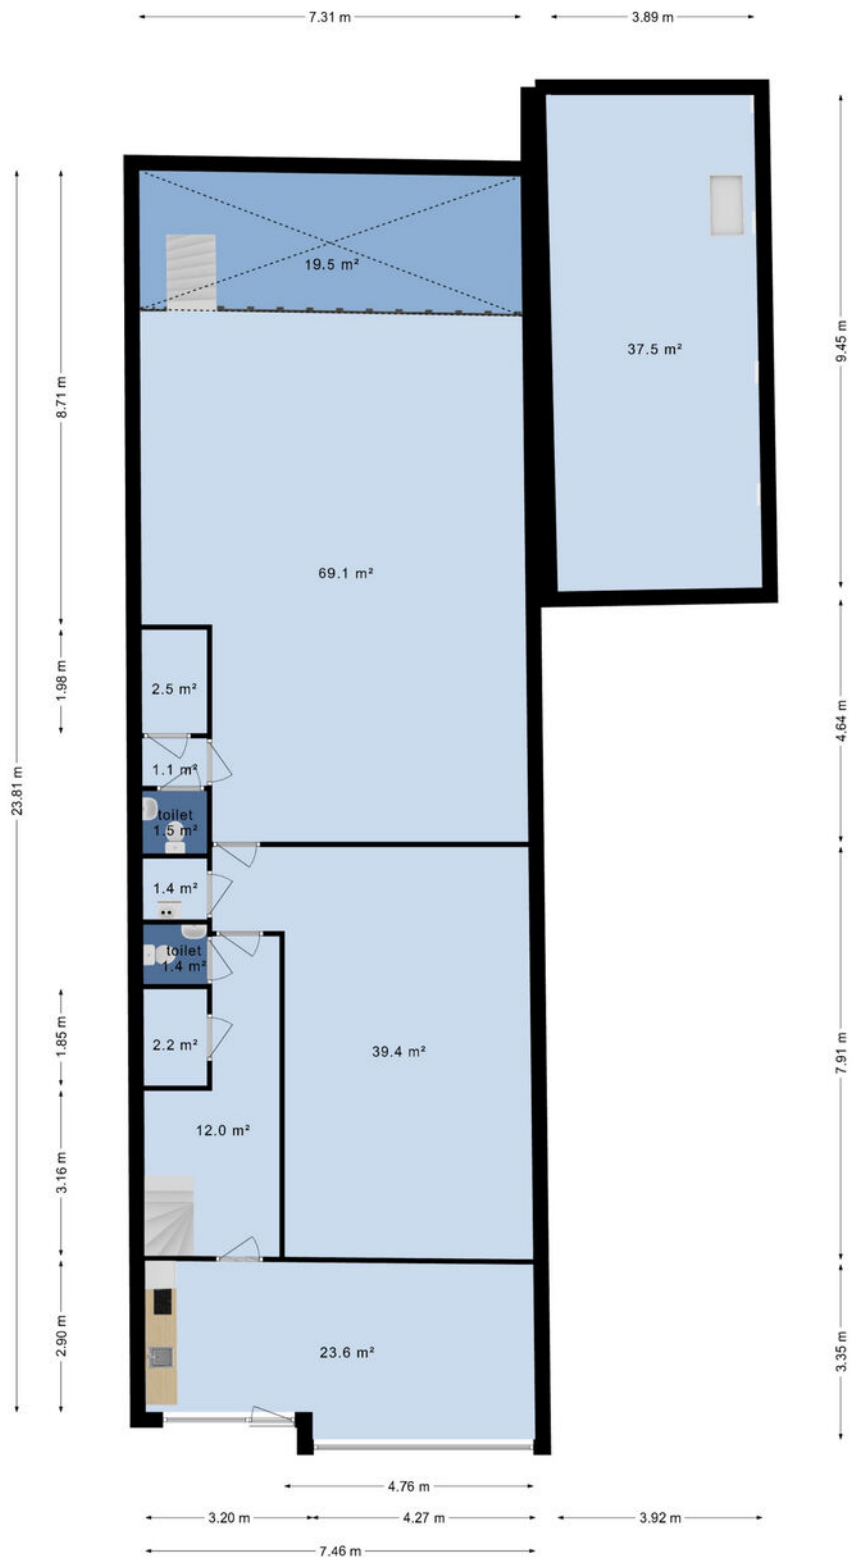 7.31 m
3.89 m
19.5 m²
37.5 m²
9.45 m
8.71 m
69.1 m²
2.5 m²
1.98 m
4.64 m
1.1 m²
23.81 m
toilet
1.5 m²
1.4 m²
toilet
1.4 m²
2.2 m²
1.85 m
39.4 m²
7.91 m
12.0 m²
3.16 m
2.90 m
23.6 m²
3.35 m
4.76 m
3.20 m
4.27 m
3.92 m
7.46 m